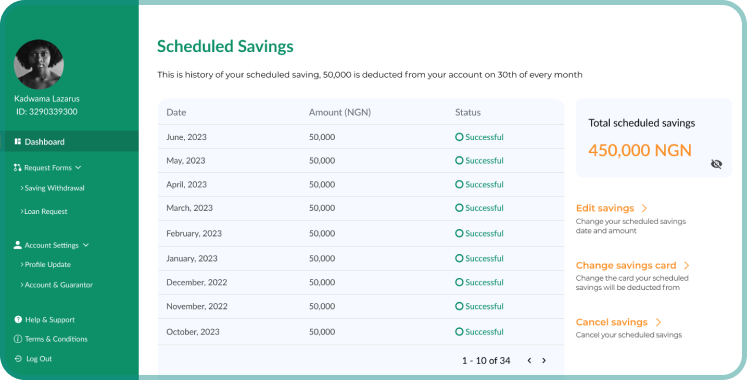 Kadwama Lazarus
ID: 3290339300
Dashboard
Request Forms
Saving Withdrawal
Loan Request
Account Settings
Profile Update
Account & Guarantor
Help & Support
Terms & Conditions
Log Out
Scheduled Savings
This is history of your scheduled saving, 50,000 is deducted from your account on 30th of every month
Date Amount (NGN) Status
June, 2023 50,000 Successful
May, 2023 50,000 Successful
April, 2023 50,000 Successful
March, 2023 50,000 Successful
February, 2023 50,000 Successful
January, 2023 50,000 Successful
December, 2022 50,000 Successful
November, 2022 50,000 Successful
October, 2023 50,000 Successful
1 - 10 of 34
Total scheduled savings
450,000 NGN
Edit savings
Change your scheduled savings
date and amount
Change savings card
Change the card your scheduled
savings will be deducted from
Cancel savings
Cancel your scheduled savings